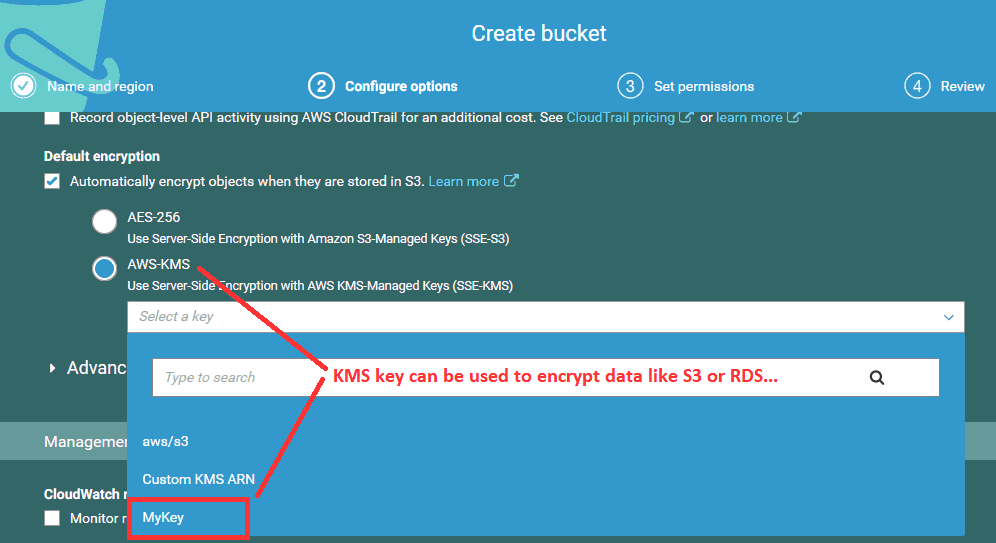 Create bucket
Name and region
2 Configure options
3 Set permissions
4 Review
Record object-level API activity using AWS CloudTrail for an additional cost. See CloudTrail pricing or learn more
Default encryption
Automatically encrypt objects when they are stored in S3. Learn more
AES-256
Use Server-Side Encryption with Amazon S3-Managed Keys (SSE-S3)
AWS-KMS
Use Server-Side Encryption with AWS KMS-Managed Keys (SSE-KMS)
Select a key
Advanc
Type to search
KMS key can be used to encrypt data like S3 or RDS...
aws/s3
Managemen
Custom KMS ARN
CloudWatch r
MyKey
Monitor r